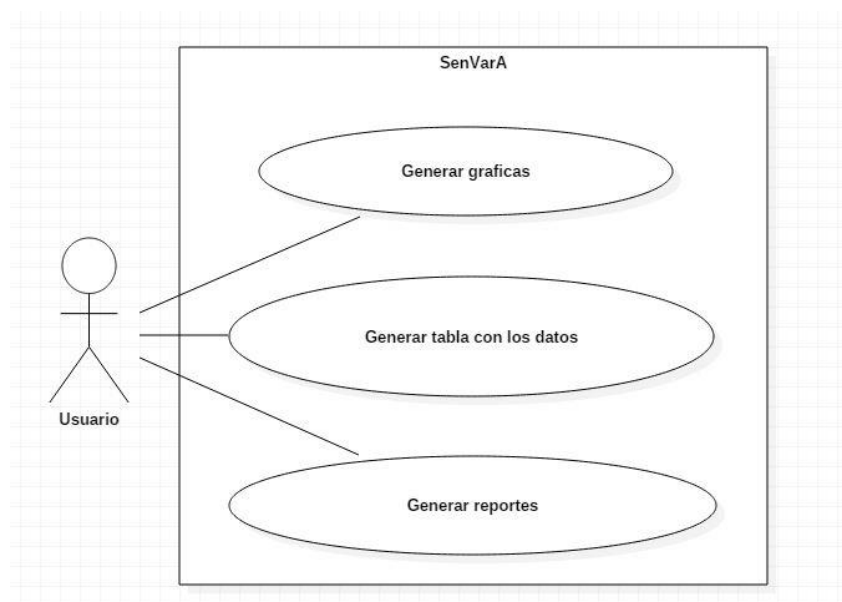 SenVarA
Generar graficas
Generar tabla con los datos
Usuario
Generar reportes